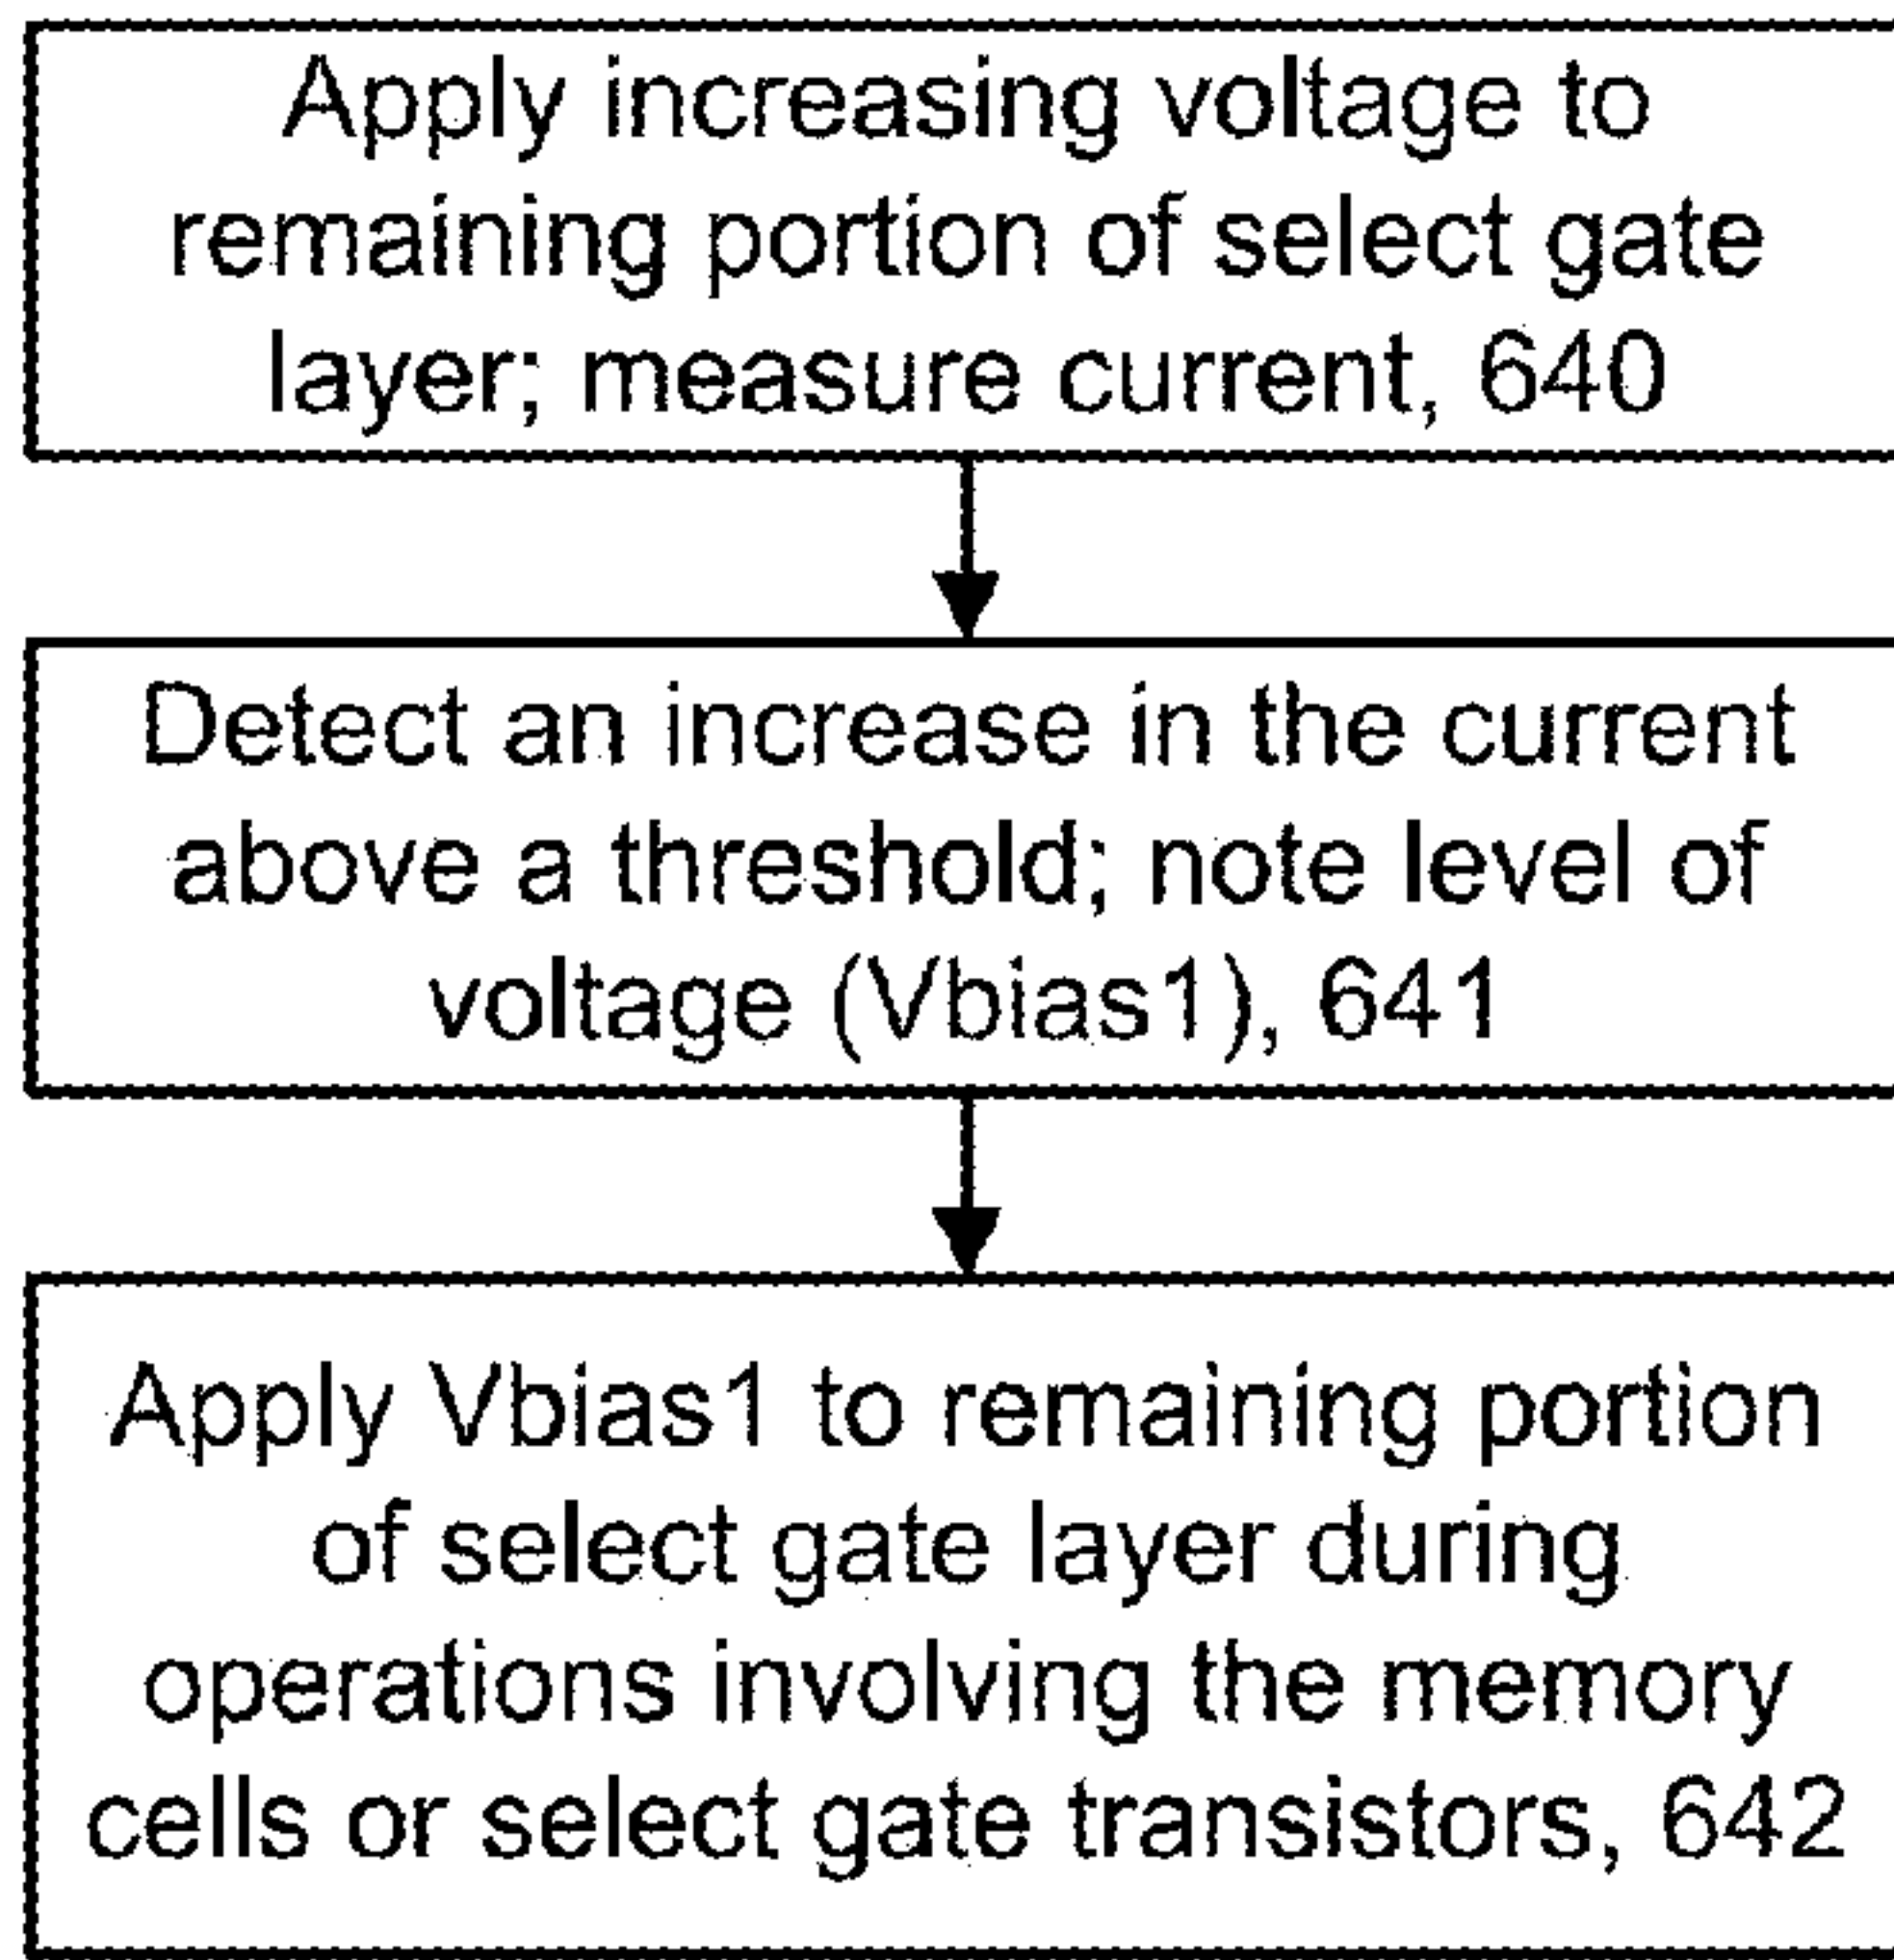 Apply increasing voltage to
remaining portion of select gate
layer; measure current, 640
Detect an increase in the current
above a threshold; note level of
voltage (Vbias1), 641
Apply Vbias1 to remaining portion
of select gate layer during
operations involving the memory
cells or select gate transistors, 642